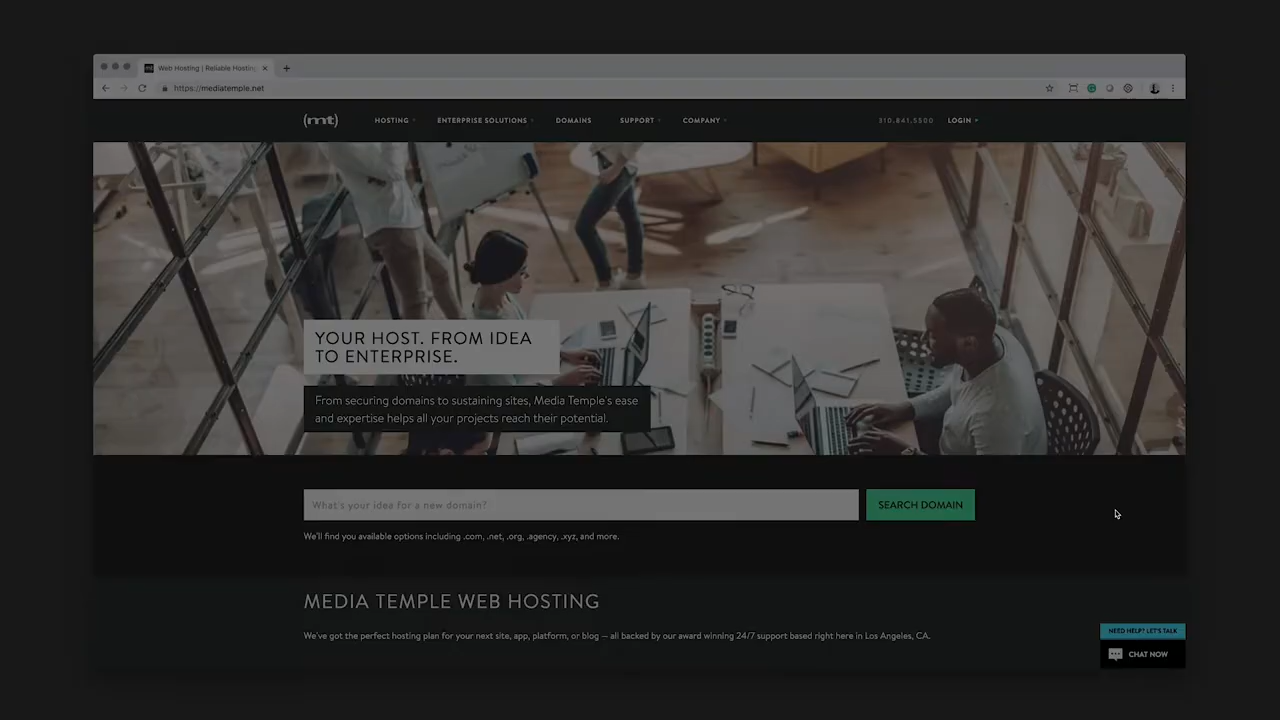 Web Hosting | Reliable Hosting
https://mediatemple.net
(mt)
HOSTING
ENTERPRISE SOLUTIONS
DOMAINS
SUPPORT
COMPANY
310.841.5500
LOGIN
YOUR HOST. FROM IDEA
TO ENTERPRISE.
From securing domains to sustaining sites, Media Temple's ease
and expertise helps all your projects reach their potential.
What's your idea for a new domain?
SEARCH DOMAIN
We'll find you available options including .com, .net, .org, .agency, .xyz, and more.
MEDIA TEMPLE WEB HOSTING
We've got the perfect hosting plan for your next site, app, platform, or blog — all backed by our award winning 24/7 support based right here in Los Angeles, CA.
NEED HELP? LET'S TALK
CHAT NOW